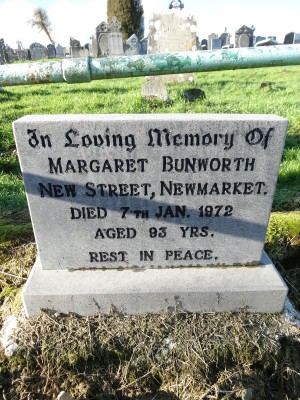 In Loving Memory Of
MARGARET BUNWORTH
NEW STREET, NEWMARKET.
DIED 7TH JAN. 1972
AGED 93 YRS.
REST IN PEACE.